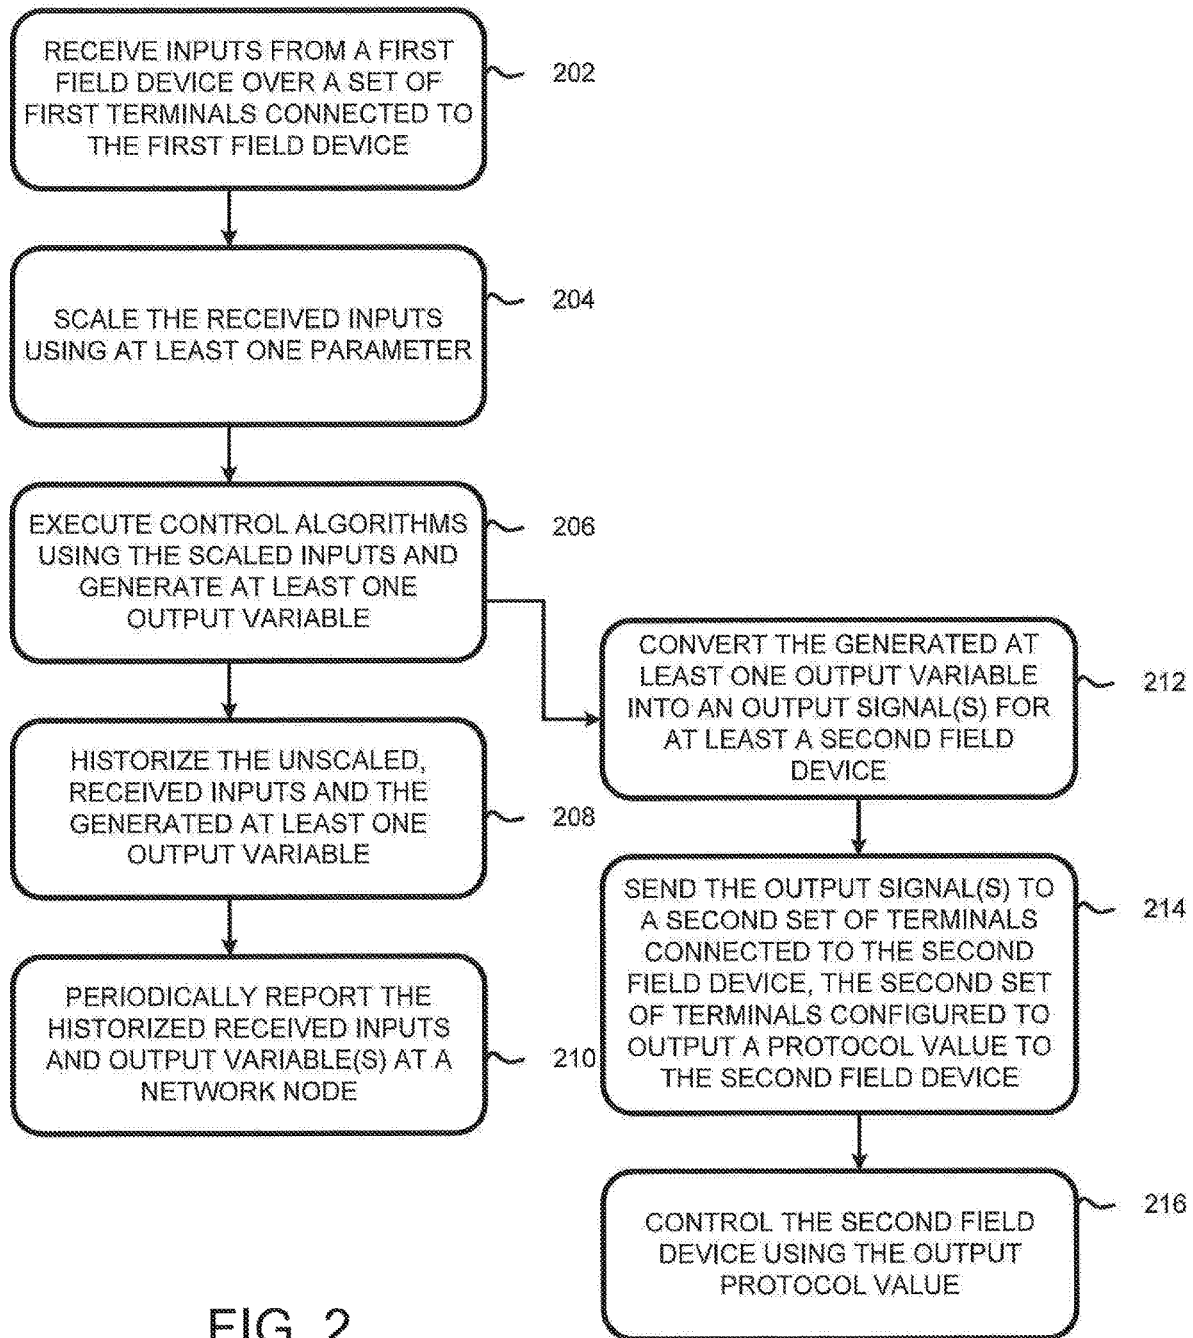 RECEIVE INPUTS FROM A FIRST
FIELD DEVICE OVER A SET OF
FIRST TERMINALS CONNECTED TO
THE FIRST FIELD DEVICE
202
SCALE THE RECEIVED INPUTS
USING AT LEAST ONE PARAMETER
204
EXECUTE CONTROL ALGORITHMS
USING THE SCALED INPUTS AND
GENERATE AT LEAST ONE
OUTPUT VARIABLE
206
HISTORIZE THE UNSCALED,
RECEIVED INPUTS AND THE
GENERATED AT LEAST ONE
OUTPUT VARIABLE
208
PERIODICALLY REPORT THE
HISTORIZED RECEIVED INPUTS
AND OUTPUT VARIABLE(S) AT A
NETWORK NODE
210
CONVERT THE GENERATED AT
LEAST ONE OUTPUT VARIABLE
INTO AN OUTPUT SIGNAL(S) FOR
AT LEAST A SECOND FIELD
DEVICE
212
SEND THE OUTPUT SIGNAL(S) TO
A SECOND SET OF TERMINALS
CONNECTED TO THE SECOND
FIELD DEVICE, THE SECOND SET
OF TERMINALS CONFIGURED TO
OUTPUT A PROTOCOL VALUE TO
THE SECOND FIELD DEVICE
214
CONTROL THE SECOND FIELD
DEVICE USING THE OUTPUT
PROTOCOL VALUE
216
FIG. 2